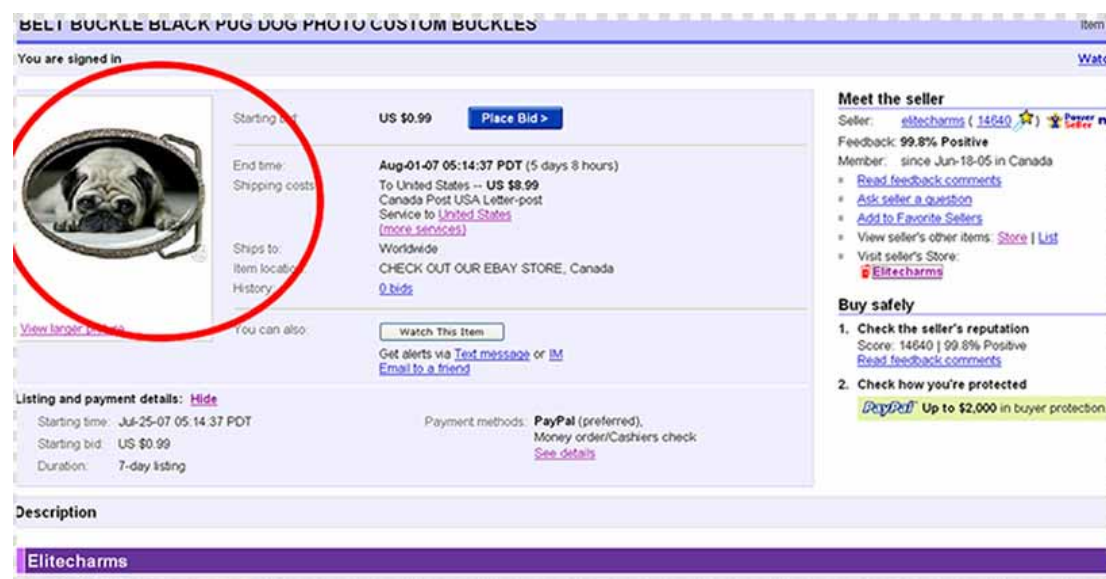 BELT BUCKLE BLACK PUG DOG PHOTO CUSTOM BUCKLES
Item
You are signed in
Starting bid:
US $0.99
Place Bid >
End time:
Aug-01-07 05:14:37 PDT (5 days 8 hours)
Shipping costs:
To United States -- US $8.99
Canada Post USA Letter-post
Service to United States
(more services)
Ships to:
Worldwide
Item location:
CHECK OUT OUR EBAY STORE, Canada
History:
0 bids
View larger picture
You can also:
Watch This Item
Get alerts via Text message or IM
Email to a friend
Listing and payment details: Hide
Starting time: Jul-25-07 05:14:37 PDT
Starting bid: US $0.99
Duration: 7-day listing
Payment methods: PayPal (preferred),
Money order/Cashiers check
See details
Meet the seller
Seller: elitecharms ( 14640 ) Power Seller
Feedback: 99.8% Positive
Member: since Jun-18-05 in Canada
Read feedback comments
Ask seller a question
Add to Favorite Sellers
View seller's other items: Store | List
Visit seller's Store:
Elitecharms
Buy safely
1. Check the seller's reputation
Score: 14640 | 99.8% Positive
Read feedback comments
2. Check how you're protected
PayPal Up to $2,000 in buyer protection
Description
Elitecharms